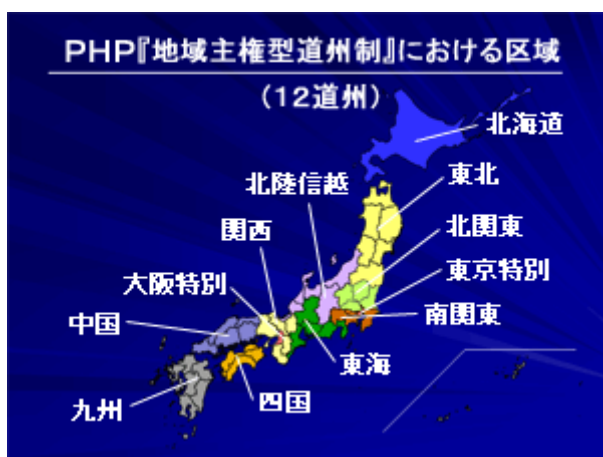 PHP『地域主権型道州制』における区域
(12道州)
北海道
東北
北陸信越
関西
北関東
大阪特別
東京特別
中国
南関東
東海
四国
九州